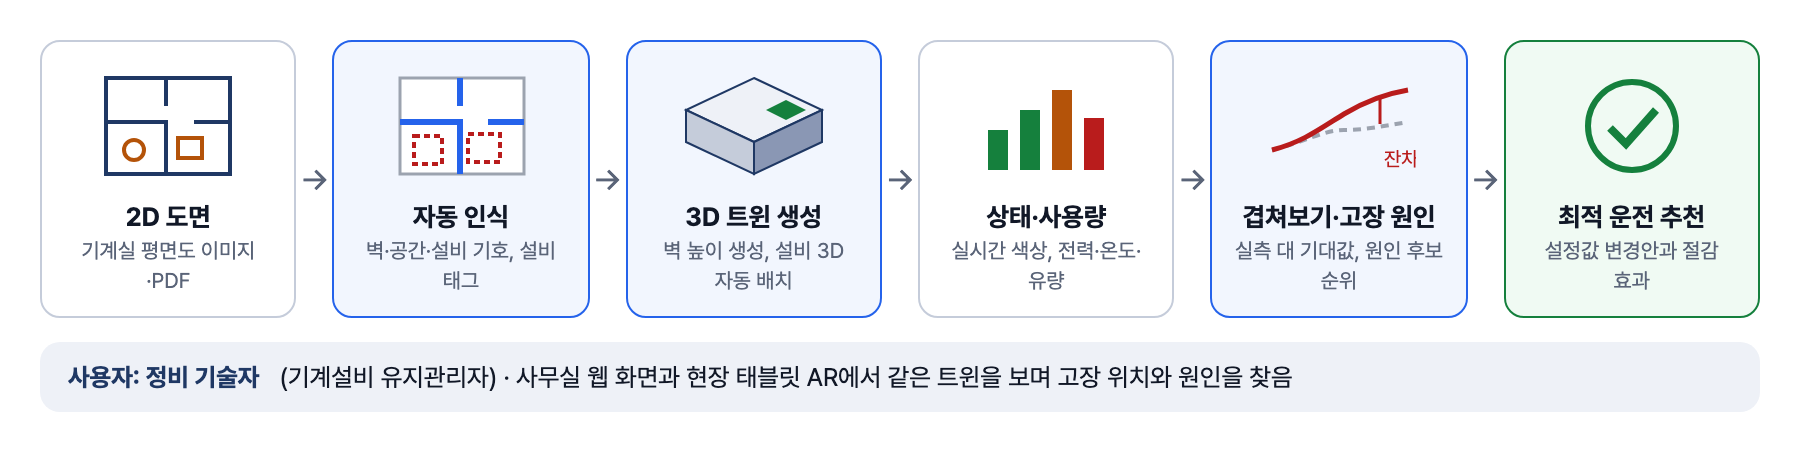 2D 도면
기계실 평면도 이미지
·PDF
자동 인식
벽·공간·설비 기호, 설비
태그
3D 트윈 생성
벽 높이 생성, 설비 3D
자동 배치
상태·사용량
실시간 색상, 전력·온도·
유량
잔차
겹쳐보기·고장 원인
실측 대 기대값, 원인 후보
순위
최적 운전 추천
설정값 변경안과 절감
효과
사용자: 정비 기술자 (기계설비 유지관리자) · 사무실 웹 화면과 현장 태블릿 AR에서 같은 트윈을 보며 고장 위치와 원인을 찾음